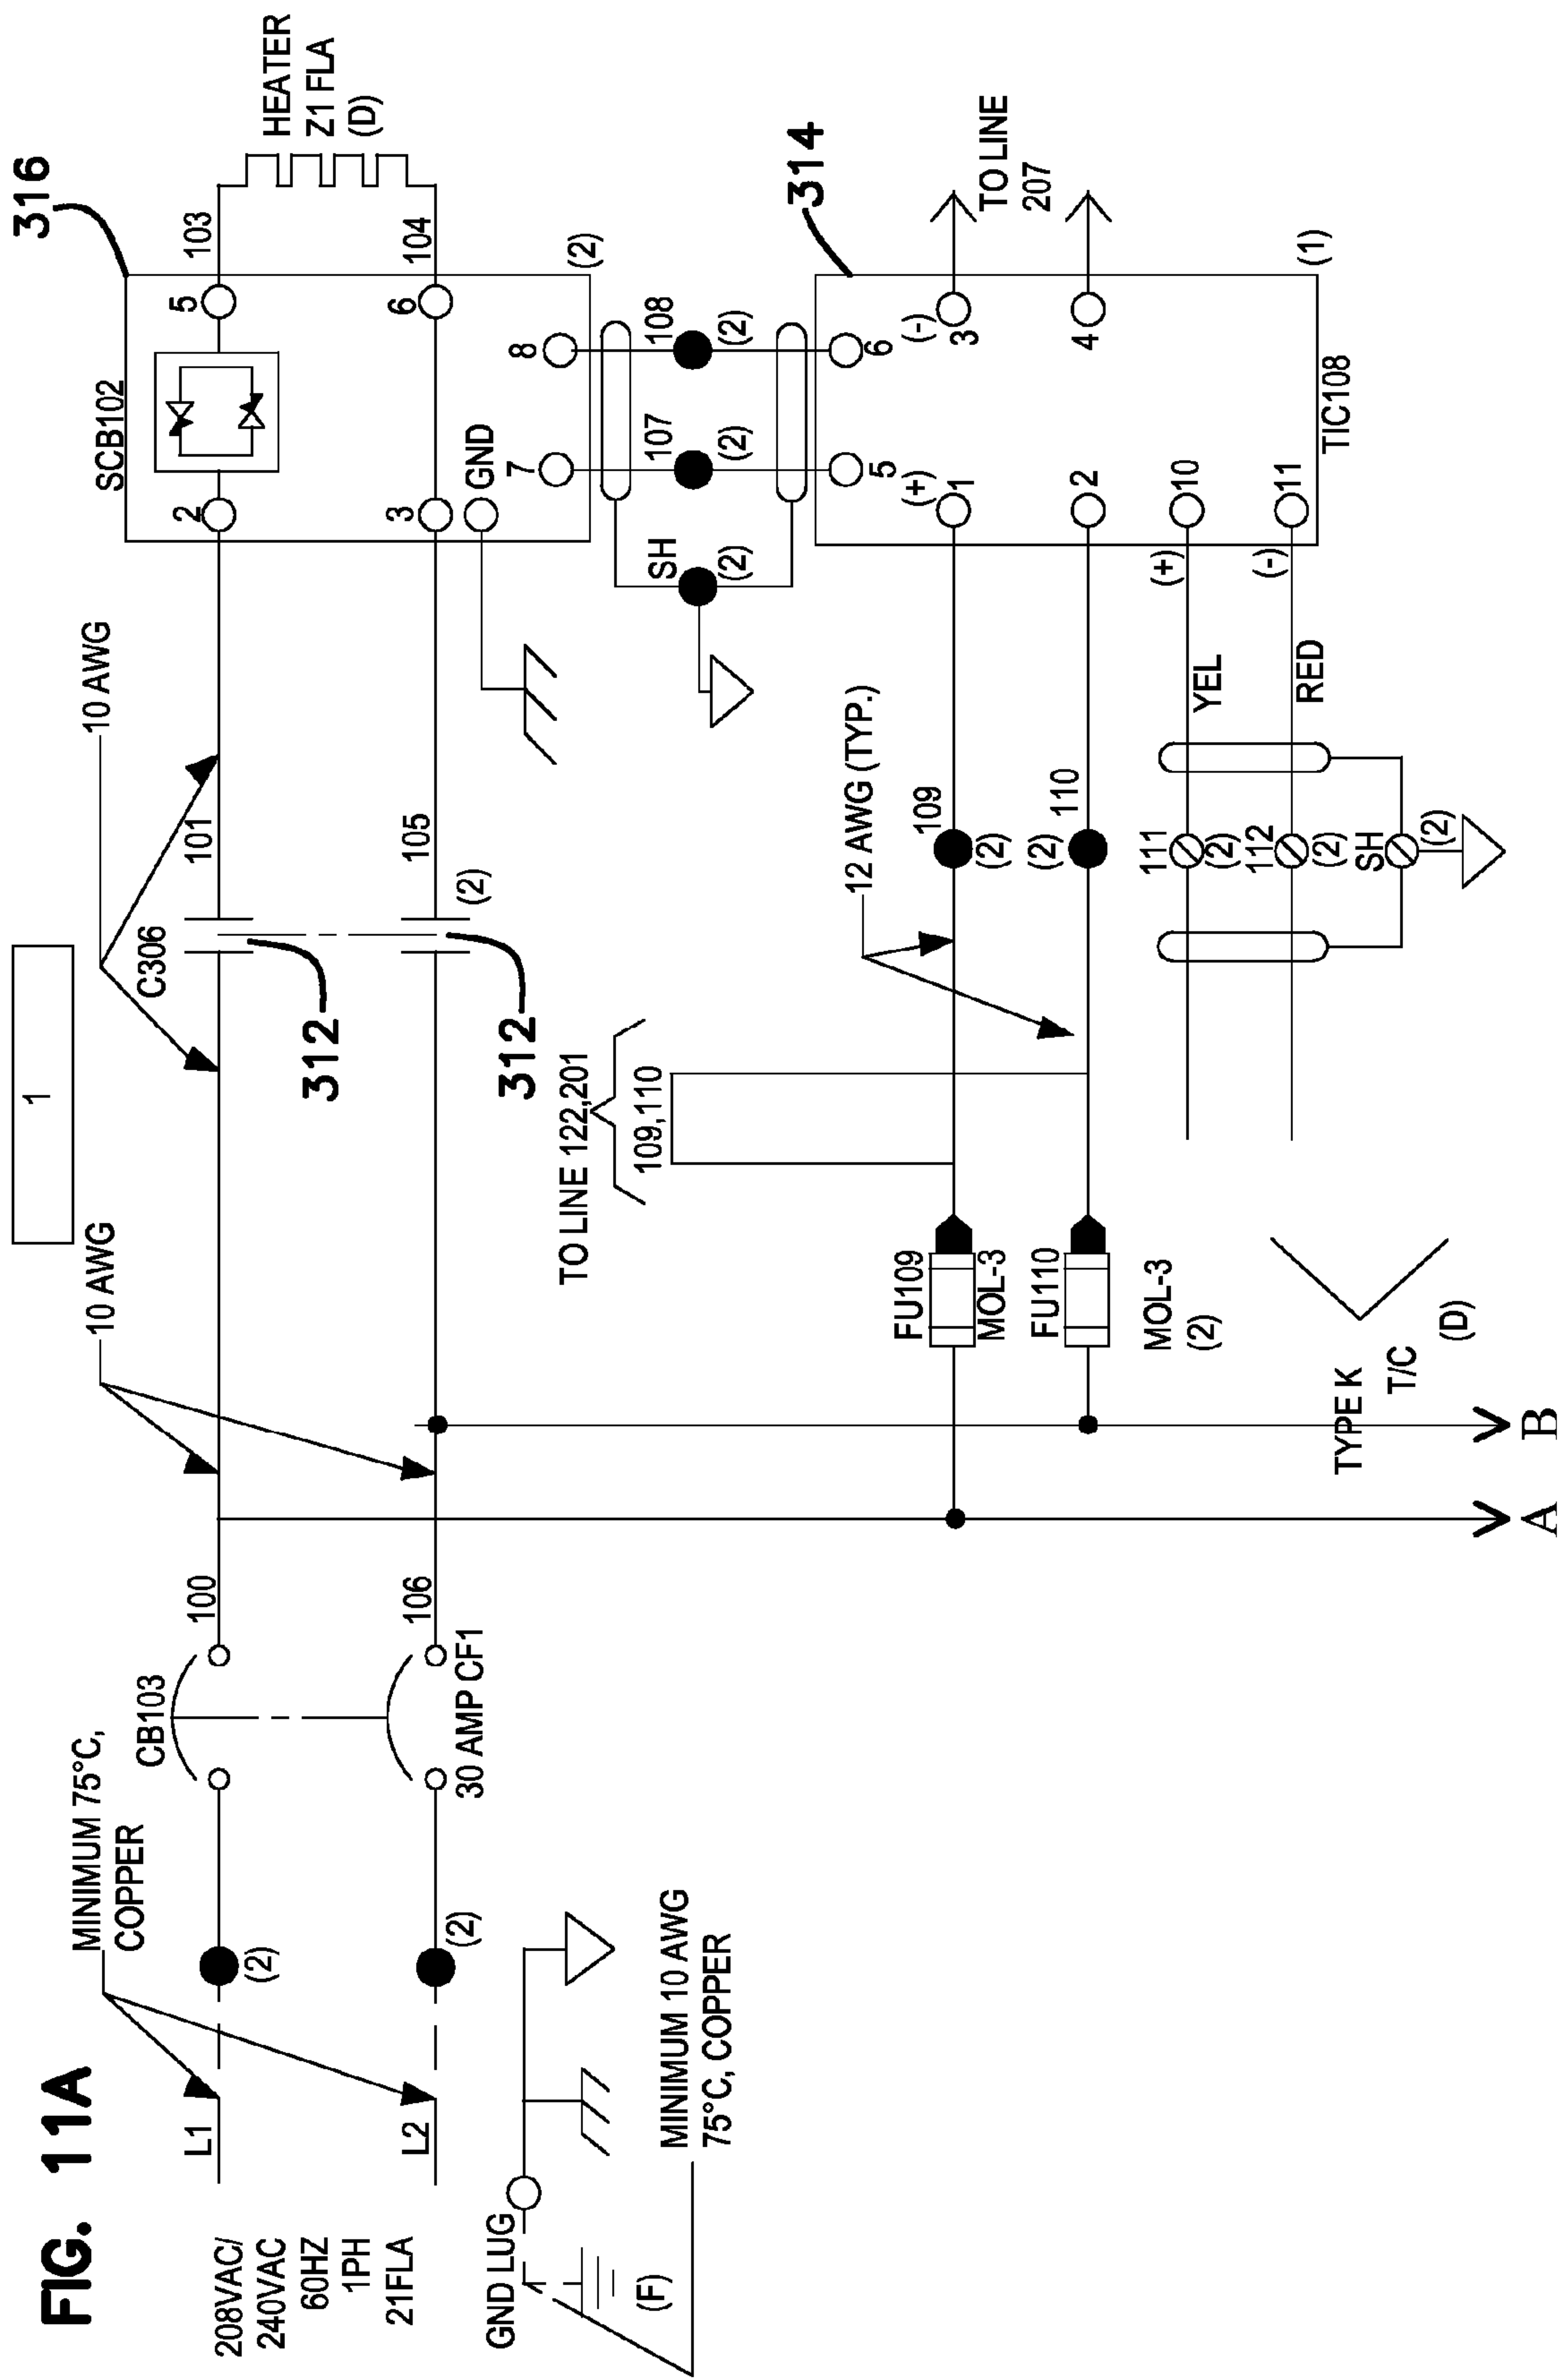 FIG. 11A
1
208VAC/
240VAC
60HZ
1PH
21FLA
L1
L2
MINIMUM 75°C,
COPPER
(2)
(2)
CB103
30 AMP CF1
100
106
10 AWG
10 AWG
C306
101
105
(2)
312
312
SCB102
316
2
5
3
6
GND
7
8
(2)
103
104
HEATER
Z1 FLA
(D)
GND LUG
(F)
MINIMUM 10 AWG
75°C, COPPER
SH
(2)
107
(2)
108
(2)
TO LINE 122,201
109,110
12 AWG (TYP.)
FU109
MOL-3
FU110
MOL-3
(2)
109
(2)
110
(2)
314
5
6
(+)
1
(-)
3
2
4
10
11
TIC108
(1)
TO LINE
207
(+)
(-)
YEL
RED
111
(2)
112
(2)
SH
(2)
TYPE K
T/C
(D)
A
B